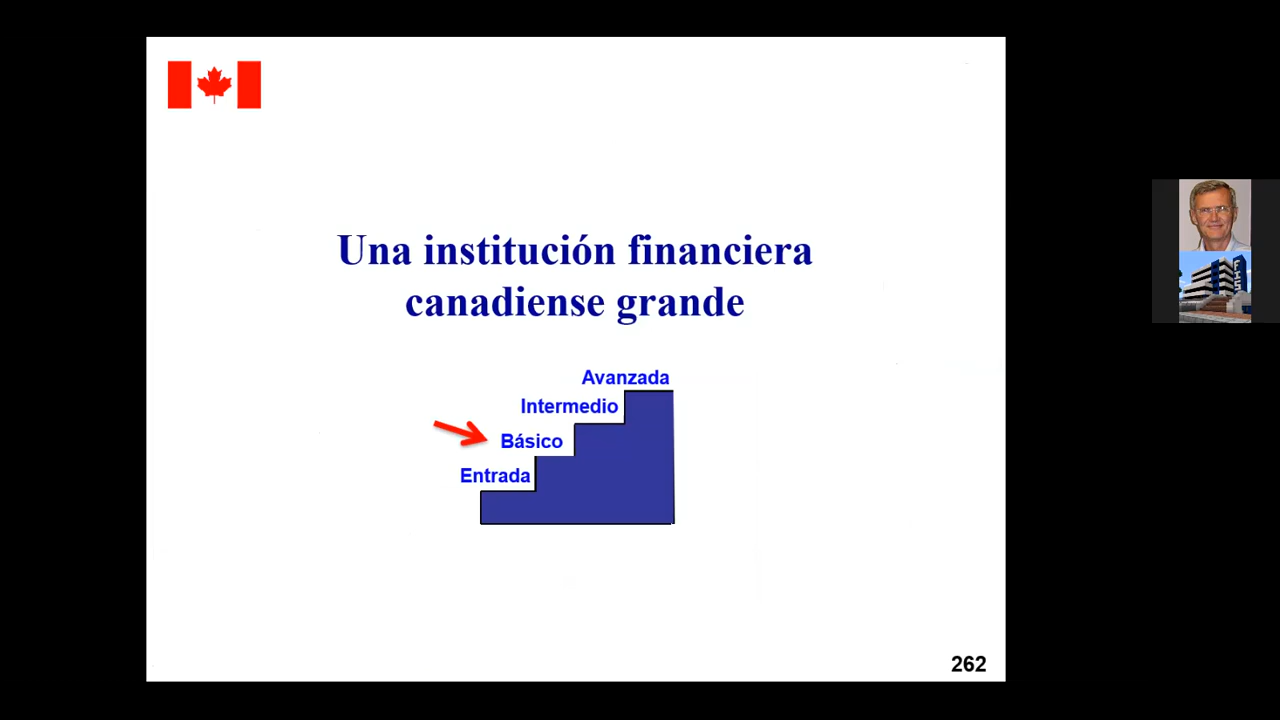 Una institución financiera
canadiense grande
Avanzada
Intermedio
Básico
Entrada
262